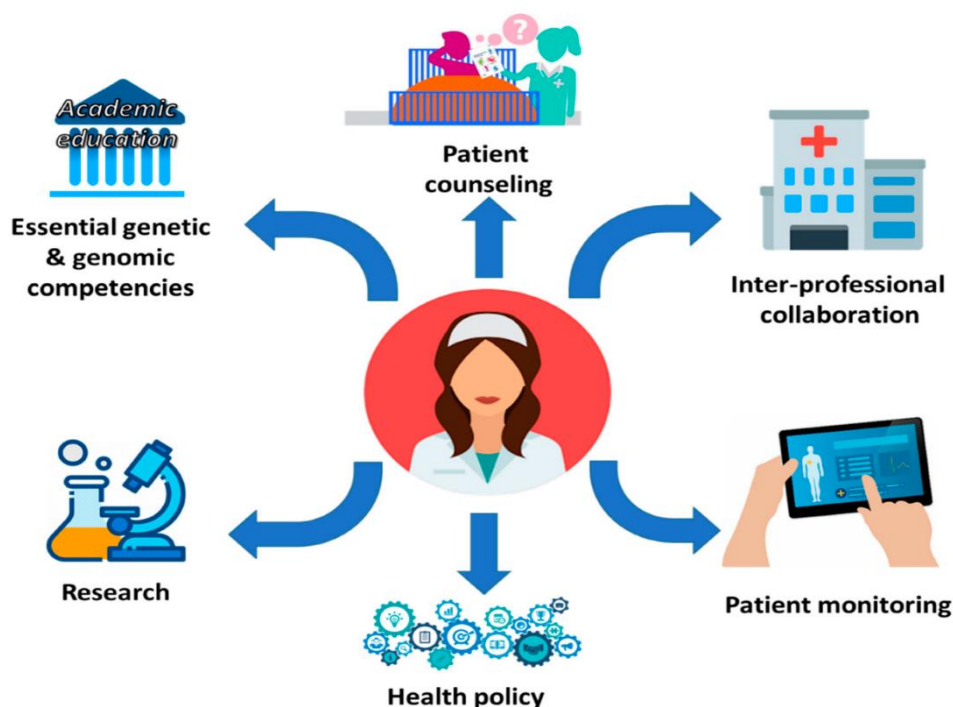 Academic
education
Essential genetic
& genomic
competencies
?
Patient
counseling
Inter-professional
collaboration
Research
Patient monitoring
Health policy